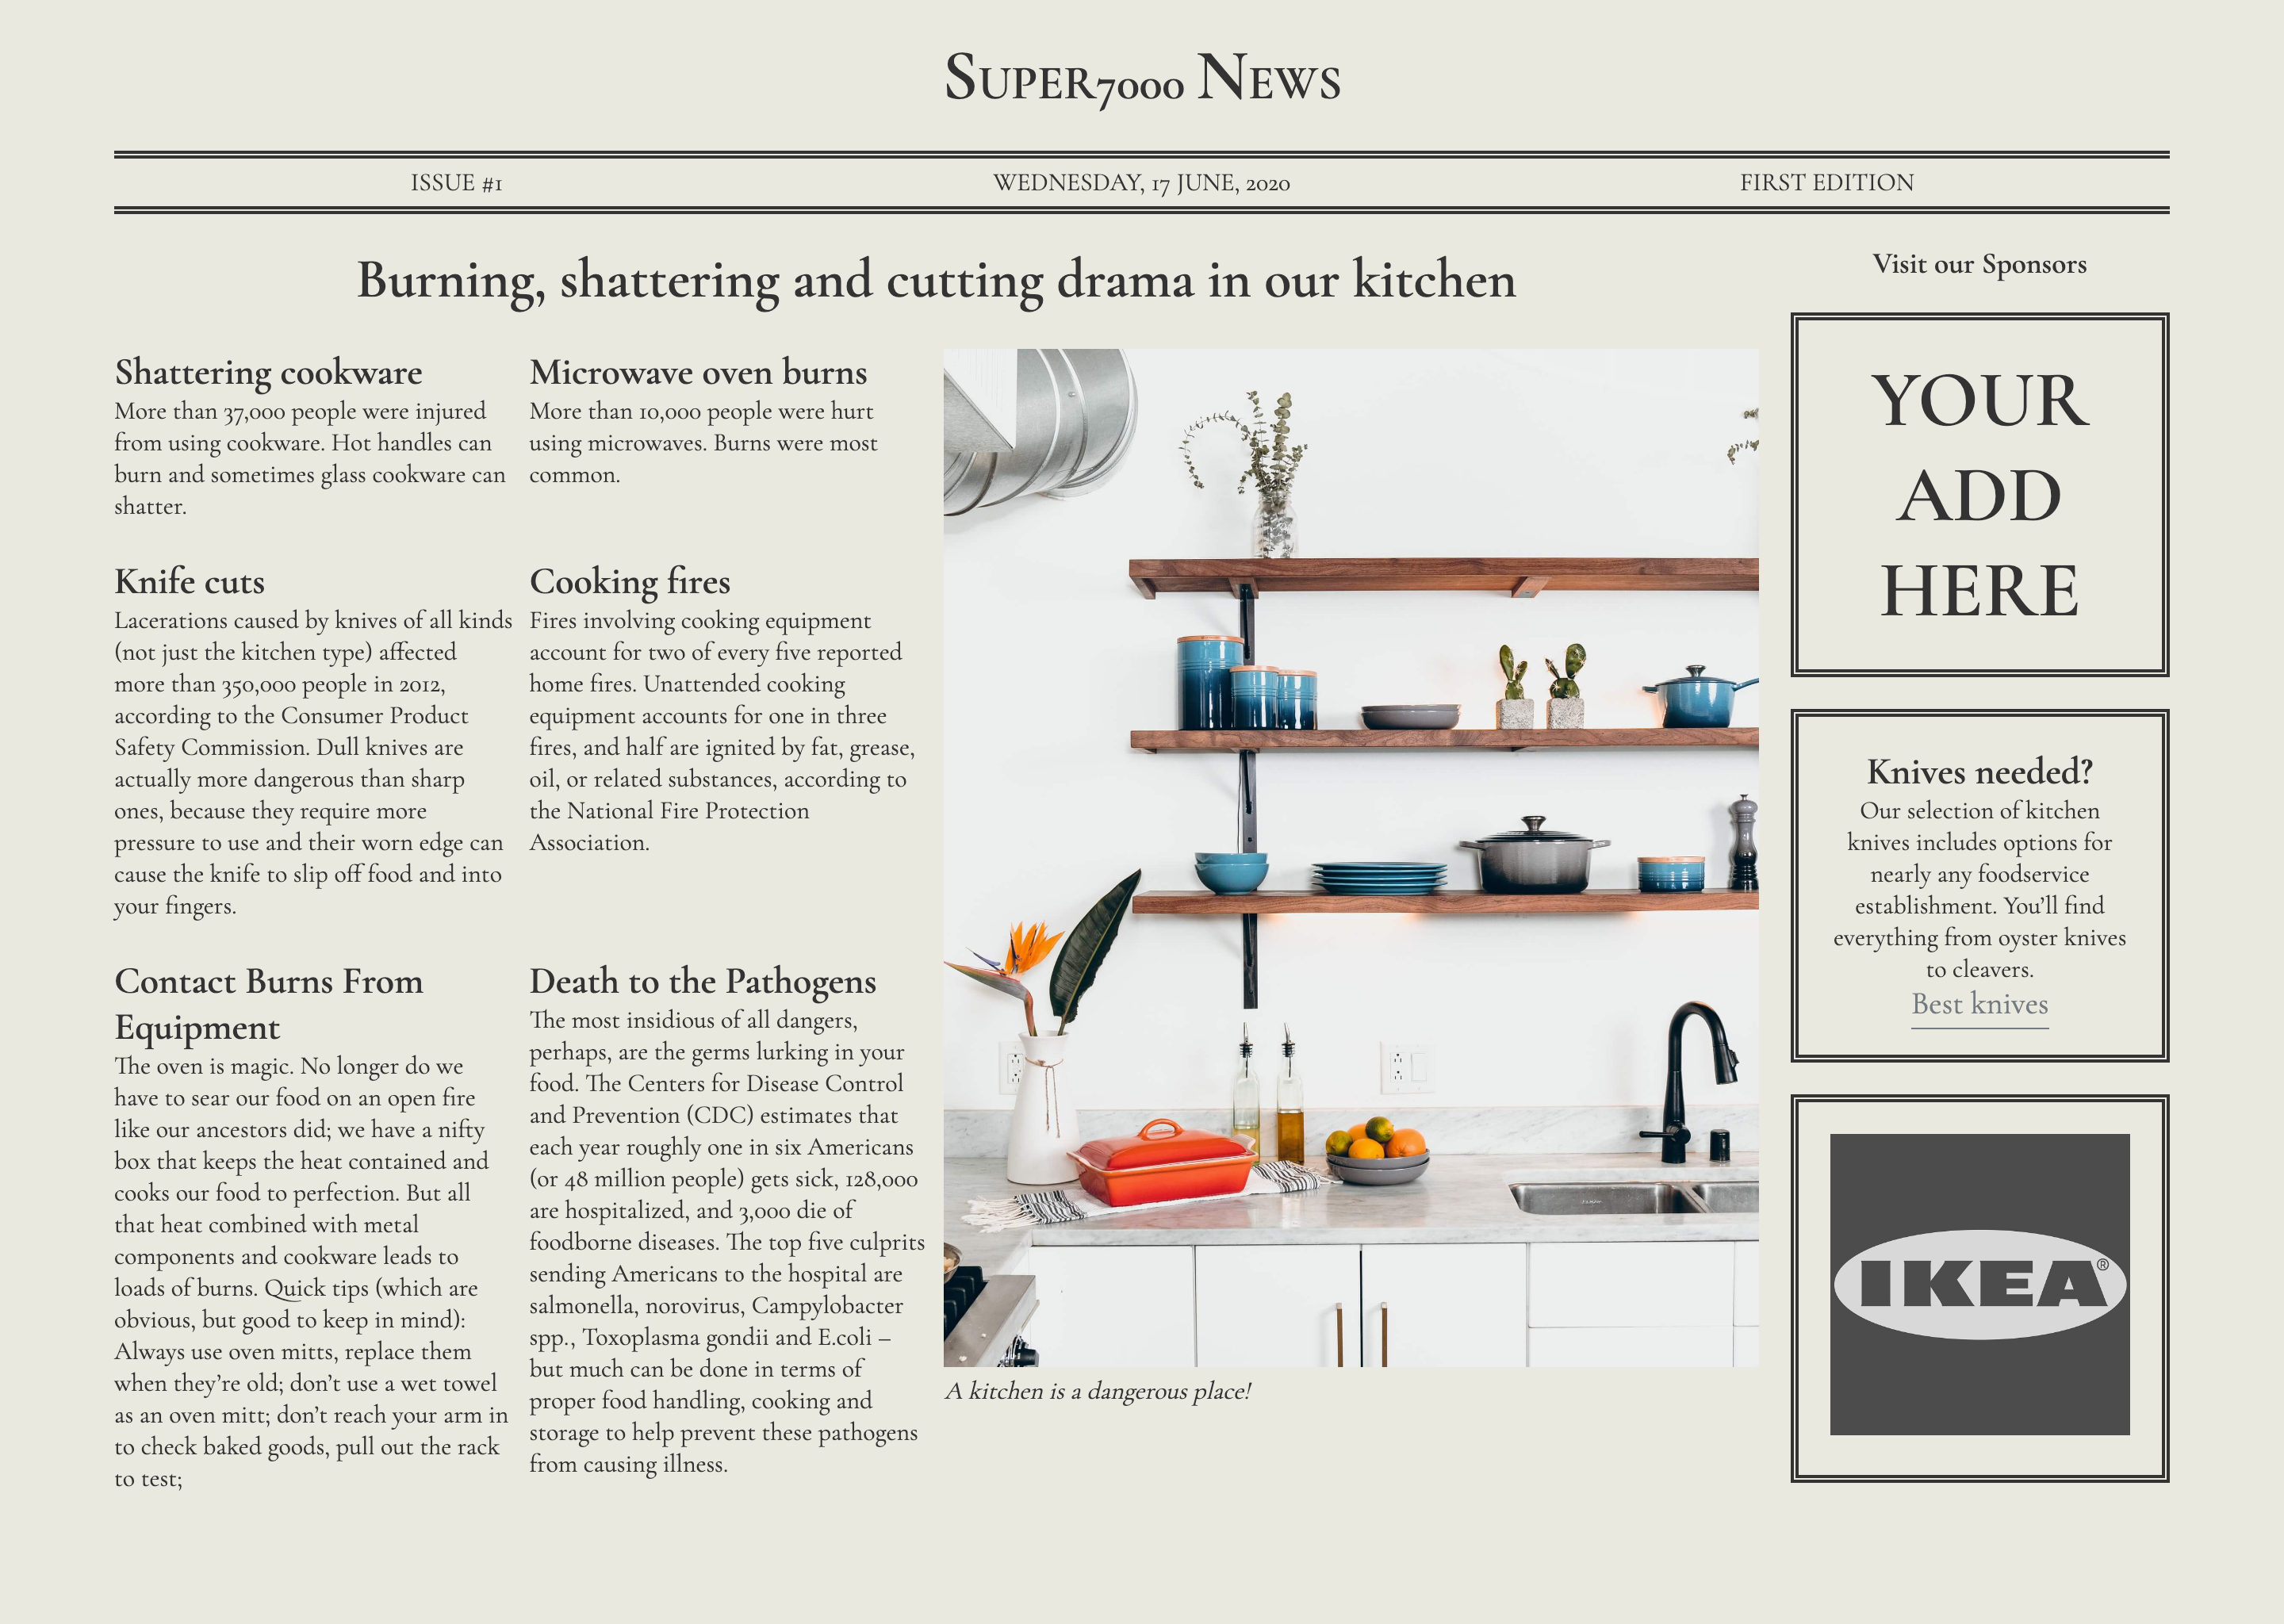 Super7000 News
ISSUE #1
WEDNESDAY, 17 JUNE, 2020
FIRST EDITION
Burning, shattering and cutting drama in our kitchen
Shattering cookware
More than 37,000 people were injured
from using cookware. Hot handles can
burn and sometimes glass cookware can
shatter.
Microwave oven burns
More than 10,000 people were hurt
using microwaves. Burns were most
common.
Knife cuts
Lacerations caused by knives of all kinds
(not just the kitchen type) affected
more than 350,000 people in 2012,
according to the Consumer Product
Safety Commission. Dull knives are
actually more dangerous than sharp
ones, because they require more
pressure to use and their worn edge can
cause the knife to slip off food and into
your fingers.
Cooking fires
Fires involving cooking equipment
account for two of every five reported
home fires. Unattended cooking
equipment accounts for one in three
fires, and half are ignited by fat, grease,
oil, or related substances, according to
the National Fire Protection
Association.
Contact Burns From
Equipment
The oven is magic. No longer do we
have to sear our food on an open fire
like our ancestors did; we have a nifty
box that keeps the heat contained and
cooks our food to perfection. But all
that heat combined with metal
components and cookware leads to
loads of burns. Quick tips (which are
obvious, but good to keep in mind):
Always use oven mitts, replace them
when they're old; don't use a wet towel
as an oven mitt; don't reach your arm in
to check baked goods, pull out the rack
to test;
Death to the Pathogens
The most insidious of all dangers,
perhaps, are the germs lurking in your
food. The Centers for Disease Control
and Prevention (CDC) estimates that
each year roughly one in six Americans
(or 48 million people) gets sick, 128,000
are hospitalized, and 3,000 die of
foodborne diseases. The top five culprits
sending Americans to the hospital are
salmonella, norovirus, Campylobacter
spp., Toxoplasma gondii and E.coli –
but much can be done in terms of
proper food handling, cooking and
storage to help prevent these pathogens
from causing illness.
A kitchen is a dangerous place!
Visit our Sponsors
YOUR
ADD
HERE
Knives needed?
Our selection of kitchen
knives includes options for
nearly any foodservice
establishment. You'll find
everything from oyster knives
to cleavers.
Best knives
IKEA®